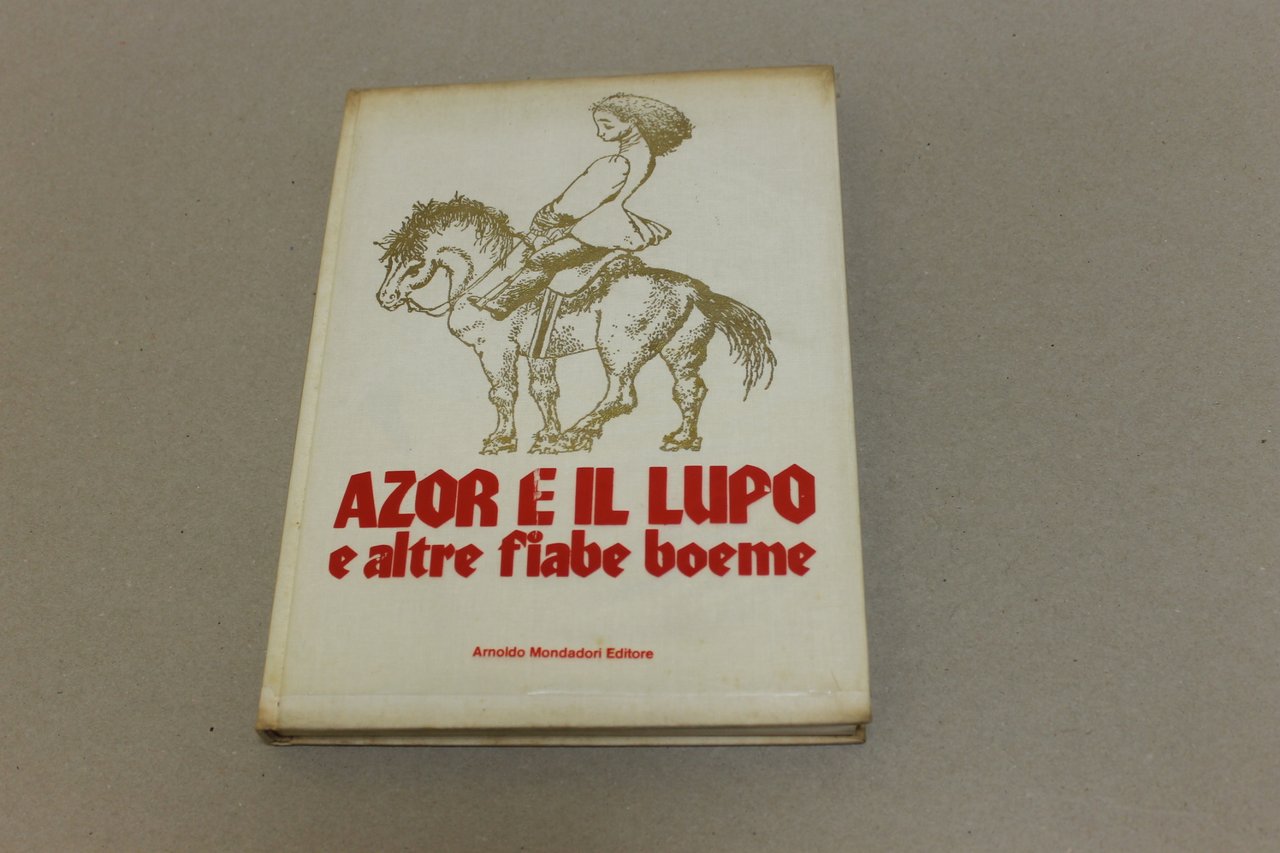 AZOR E IL LUPO
e altre fiabe boeme
Arnoldo Mondadori Editore